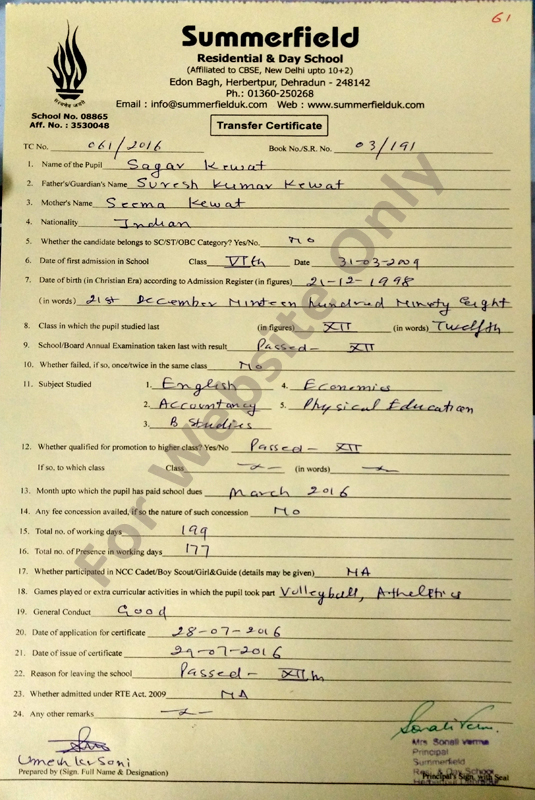 61
Summerfield
Residential & Day School
(Affiliated to CBSE, New Delhi upto 10+2)
Edon Bagh, Herbertpur, Dehradun - 248142
Ph.: 01360-250268
Email : info@summerfielduk.com Web : www.summerfielduk.com
School No. 08865
Aff. No. : 3530048
Transfer Certificate
TC No. 061/2016 Book No./S.R. No. 03/191
1. Name of the Pupil Sagar Kewat
2. Father's/Guardian's Name Suresh Kumar Kewat
3. Mother's Name Seema Kewat
4. Nationality Indian
5. Whether the candidate belongs to SC/ST/OBC Category? Yes/No. No
6. Date of first admission in School Class VIth Date 31-03-2009
7. Date of birth (in Christian Era) according to Admission Register (in figures) 21-12-1998
(in words) 21st December Ninteen hundred Ninety Eight
8. Class in which the pupil studied last (in figures) XII (in words) Twelfth
9. School/Board Annual Examination taken last with result Passed - XII
10. Whether failed, if so, once/twice in the same class No
11. Subject Studied 1. English 4. Economics
2. Accountancy 5. Physical Education
3. B Studies
12. Whether qualified for promotion to higher class? Yes/No Passed - XII
If so, to which class Class -x- (in words) -x-
13. Month upto which the pupil has paid school dues March 2016
14. Any fee concession availed, if so the nature of such concession No
15. Total no. of working days 199
16. Total no. of Presence in working days 177
17. Whether participated in NCC Cadet/Boy Scout/Girl&Guide (details may be given) NA
18. Games played or extra curricular activities in which the pupil took part Volleyball, Atheletics
19. General Conduct Good
20. Date of application for certificate 28-07-2016
21. Date of issue of certificate 29-07-2016
22. Reason for leaving the school Passed - XIIth
23. Whether admitted under RTE Act. 2009 NA
24. Any other remarks -x-
For Website Only
Umesh Kr Soni
Prepared by (Sign. Full Name & Designation)
Sonali Verma
Mrs. Sonali Verma
Principal
Summerfield
Resi. & Day School
Principal's Sign. with Seal